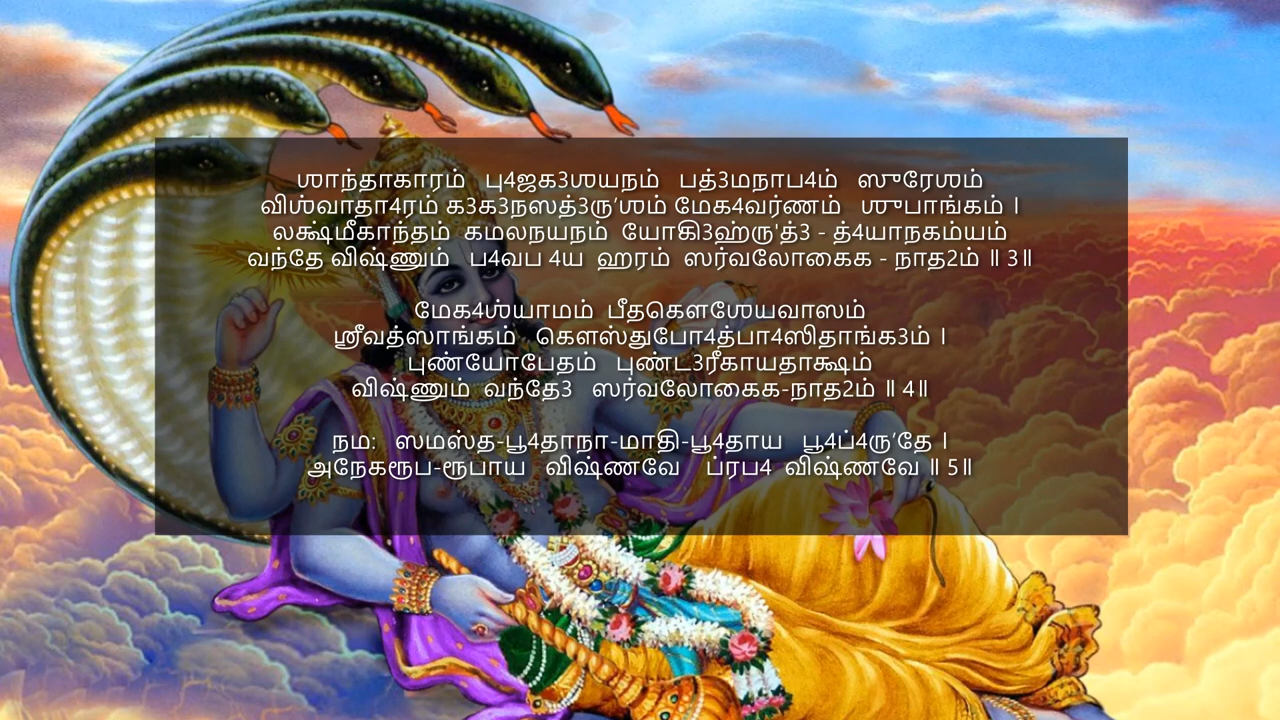 ஶாந்தாகாரம் பு4ஜக3ஶயநம் பத்3மநாப4ம் ஸுரேஶம்
விஶ்வாதா4ரம் க3க3நஸத்3ரு’ஶம் மேக4வர்ணம் ஶுபாங்கம் ।
லக்ஷ்மீகாந்தம் கமலநயநம் யோகி3ஹ்ரு'த்3 - த்4யாநகம்யம்
வந்தே விஷ்ணும் ப4வப 4ய ஹரம் ஸர்வலோகைக - நாத2ம் ॥ 3॥
மேக4ஶ்யாமம் பீதகௌஶேயவாஸம்
ஶ்ரீவத்ஸாங்கம் கௌஸ்துபோ4த்பா4ஸிதாங்க3ம் ।
புண்யோபேதம் புண்ட3ரீகாயதாக்ஷம்
விஷ்ணும் வந்தே3 ஸர்வலோகைக-நாத2ம் ॥ 4॥
நம: ஸமஸ்த-பூ4தாநா-மாதி-பூ4தாய பூ4ப்4ரு’தே ।
அநேகரூப-ரூபாய விஷ்ணவே ப்ரப4 விஷ்ணவே ॥ 5॥